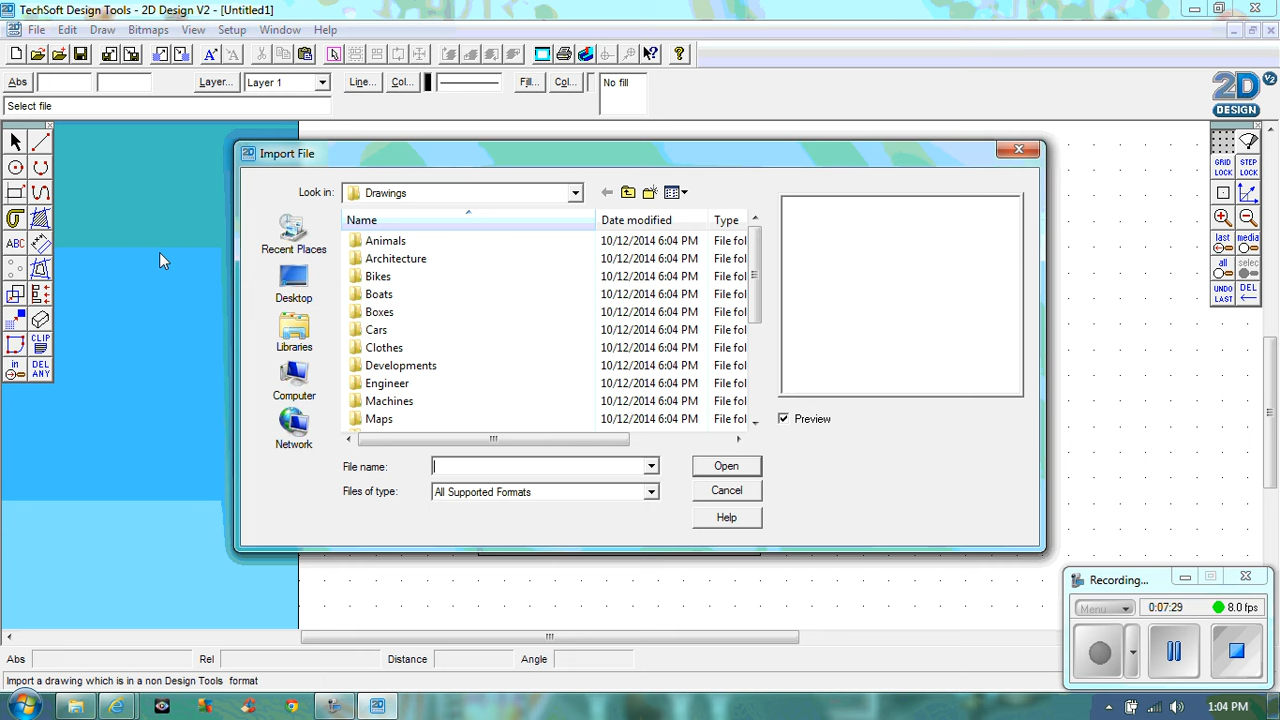 TechSoft Design Tools - 2D Design V2 - [Untitled1]
File Edit Draw Bitmaps View Setup Window Help
Abs Layer... Layer 1 Line... Col... Fill... Col... No fill
2D V2
DESIGN
Select file
Import File
Look in: Drawings
Name Date modified Type
Recent Places
Desktop
Libraries
Computer
Network
Animals 10/12/2014 6:04 PM File fol
Architecture 10/12/2014 6:04 PM File fol
Bikes 10/12/2014 6:04 PM File fol
Boats 10/12/2014 6:04 PM File fol
Boxes 10/12/2014 6:04 PM File fol
Cars 10/12/2014 6:04 PM File fol
Clothes 10/12/2014 6:04 PM File fol
Developments 10/12/2014 6:04 PM File fol
Engineer 10/12/2014 6:04 PM File fol
Machines 10/12/2014 6:04 PM File fol
Maps 10/12/2014 6:04 PM File fol
Preview
File name: Open
Files of type: All Supported Formats Cancel
Help
ABC
CLIP
in DEL
ANY
GRID STEP
LOCK LOCK
last media
all selec
UNDO DEL
LAST
Recording...
Menu 0:07:29 8.0 fps
Abs Rel Distance Angle
Import a drawing which is in a non Design Tools format
1:04 PM